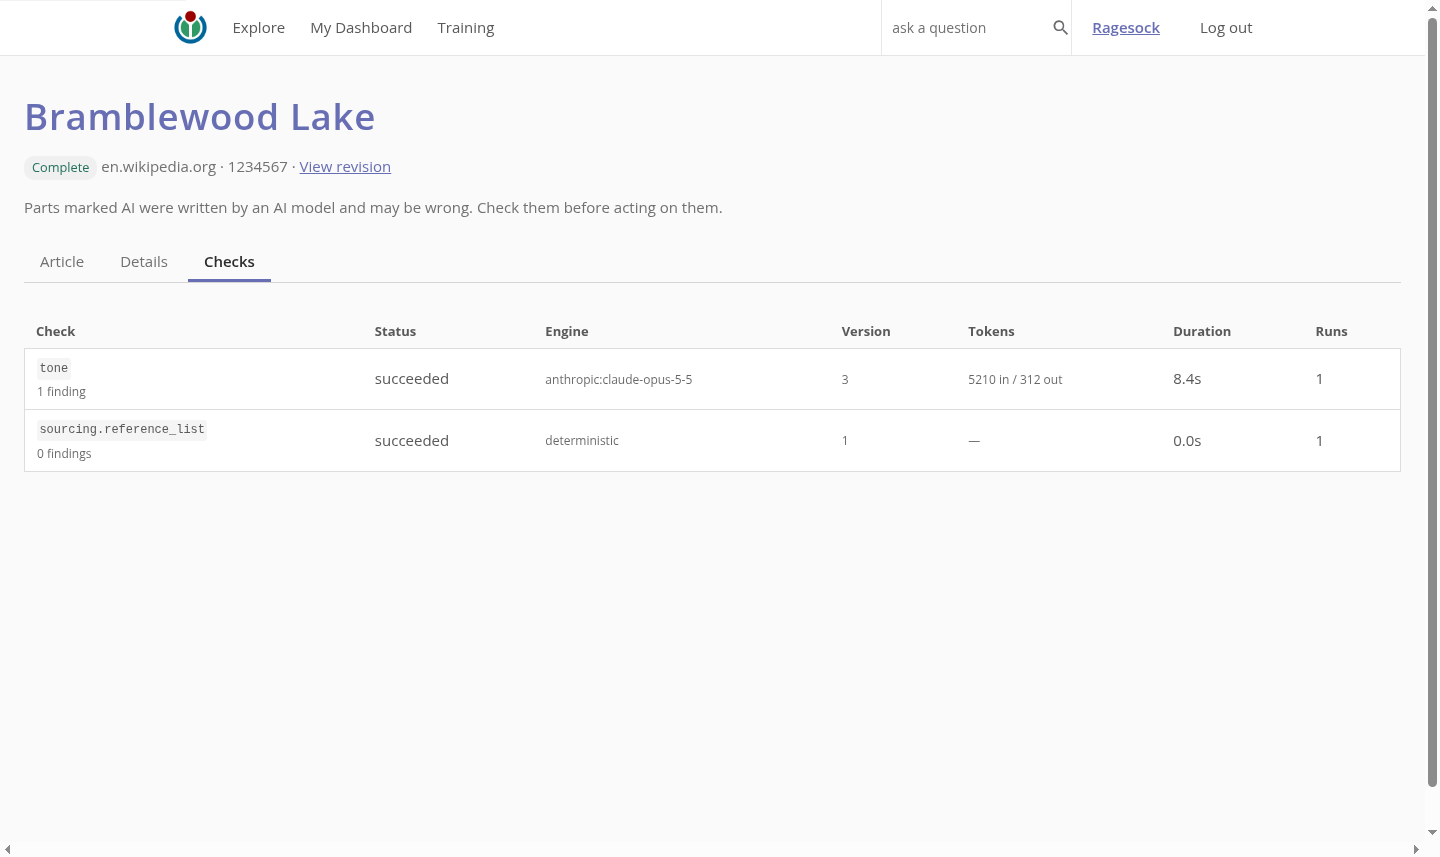 Explore My Dashboard Training ask a question Ragesock Log out
Bramblewood Lake
Complete en.wikipedia.org · 1234567 · View revision
Parts marked AI were written by an AI model and may be wrong. Check them before acting on them.
Article Details Checks
Check Status Engine Version Tokens Duration Runs
tone succeeded anthropic:claude-opus-5-5 3 5210 in / 312 out 8.4s 1
1 finding
sourcing.reference_list succeeded deterministic 1 — 0.0s 1
0 findings